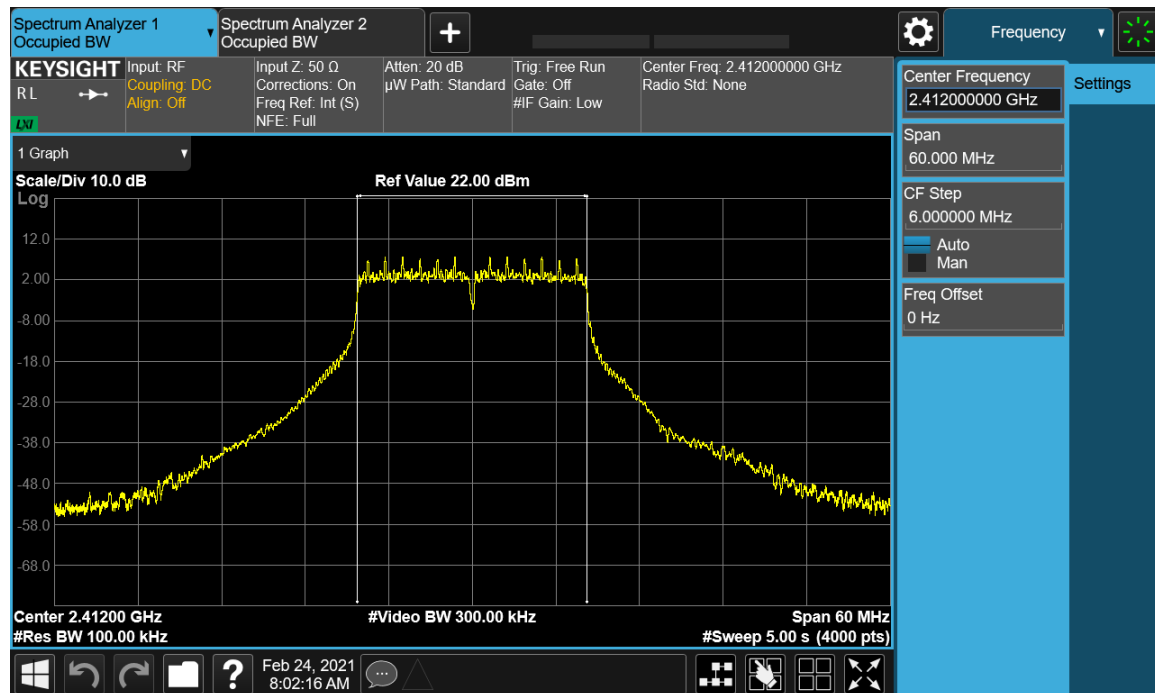 Spectrum Analyzer 1
Occupied BW
Spectrum Analyzer 2
Occupied BW
+
Frequency
KEYSIGHT
R L
LXI
Input: RF
Coupling: DC
Align: Off
Input Z: 50 Ω
Corrections: On
Freq Ref: Int (S)
NFE: Full
Atten: 20 dB
µW Path: Standard
Trig: Free Run
Gate: Off
#IF Gain: Low
Center Freq: 2.412000000 GHz
Radio Std: None
Center Frequency
2.412000000 GHz
Settings
Span
60.000 MHz
CF Step
6.000000 MHz
Auto
Man
Freq Offset
0 Hz
1 Graph
Scale/Div 10.0 dB
Ref Value 22.00 dBm
Log
12.0
2.00
-8.00
-18.0
-28.0
-38.0
-48.0
-58.0
-68.0
Center 2.41200 GHz
#Video BW 300.00 kHz
Span 60 MHz
#Res BW 100.00 kHz
#Sweep 5.00 s (4000 pts)
?
Feb 24, 2021
8:02:16 AM